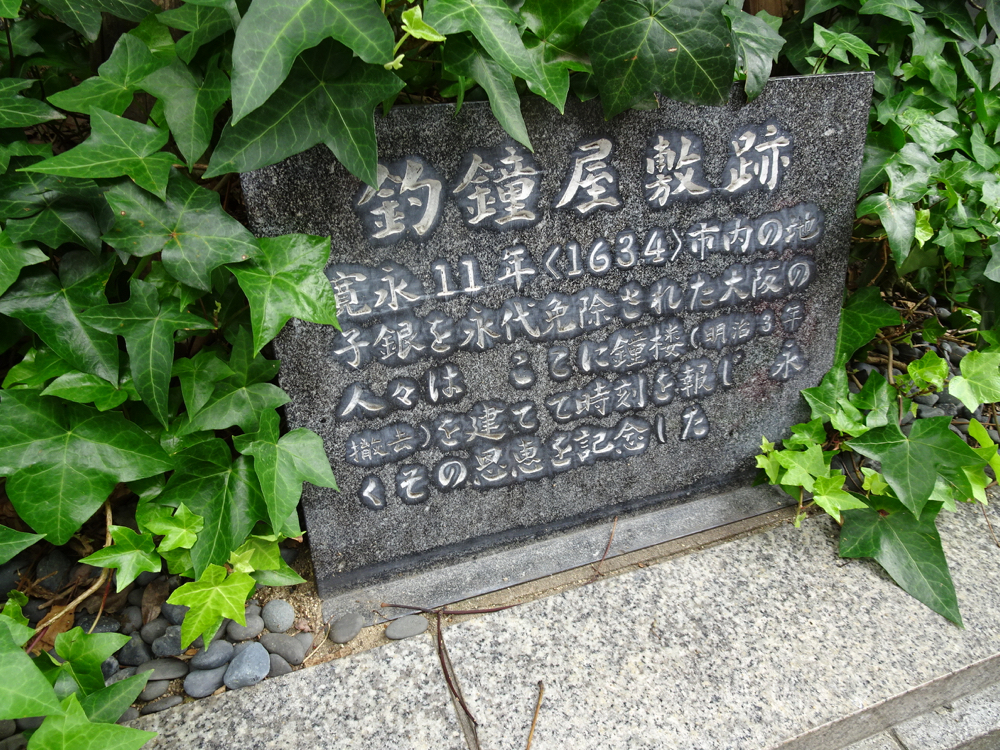 釣鐘屋敷跡
寛永11年<1634>市内の地
子銀を永代免除された大阪の
人々は ここに鐘楼(明治3年
撤去)を建てて時刻を報じ 永
くその恩恵を記念した